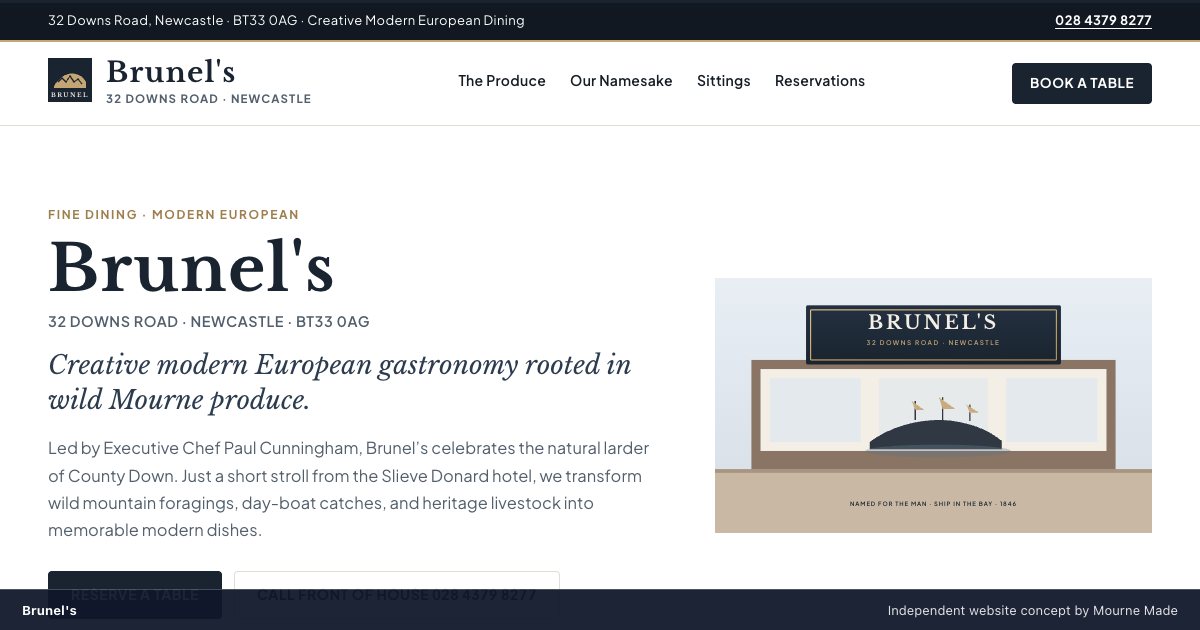 32 Downs Road, Newcastle · BT33 0AG · Creative Modern European Dining
028 4379 8277
BRUNEL
Brunel's
32 DOWNS ROAD · NEWCASTLE
The Produce
Our Namesake
Sittings
Reservations
BOOK A TABLE
FINE DINING · MODERN EUROPEAN
Brunel's
32 DOWNS ROAD · NEWCASTLE · BT33 0AG
Creative modern European gastronomy rooted in
wild Mourne produce.
Led by Executive Chef Paul Cunningham, Brunel’s celebrates the natural larder
of County Down. Just a short stroll from the Slieve Donard hotel, we transform
wild mountain foragings, day-boat catches, and heritage livestock into
memorable modern dishes.
BRUNEL'S
32 DOWNS ROAD · NEWCASTLE
NAMED FOR THE MAN · SHIP IN THE BAY · 1846
RESERVE A TABLE
CALL FRONT OF HOUSE 028 4379 8277
Brunel's
Independent website concept by Mourne Made